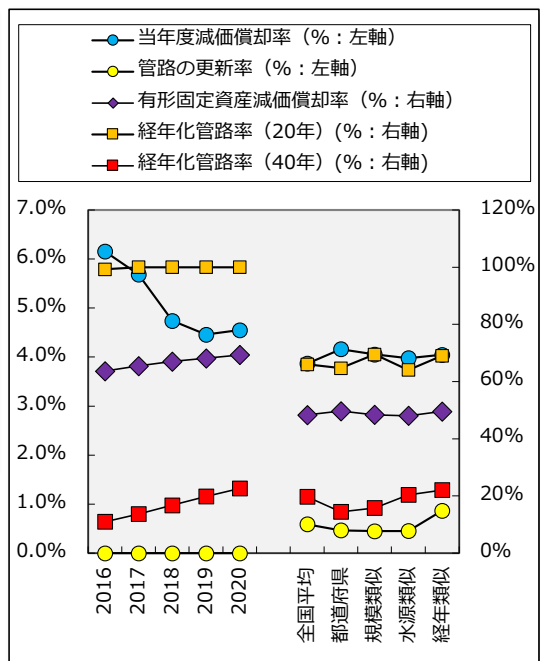 当年度減価償却率（%：左軸）
管路の更新率（%：左軸）
有形固定資産減価償却率（%：右軸）
経年化管路率（20年）(%：右軸)
経年化管路率（40年）(%：右軸)
7.0%
6.0%
5.0%
4.0%
3.0%
2.0%
1.0%
0.0%
120%
100%
80%
60%
40%
20%
0%
2016
2017
2018
2019
2020
全国平均
都道府県
規模類似
水源類似
経年類似